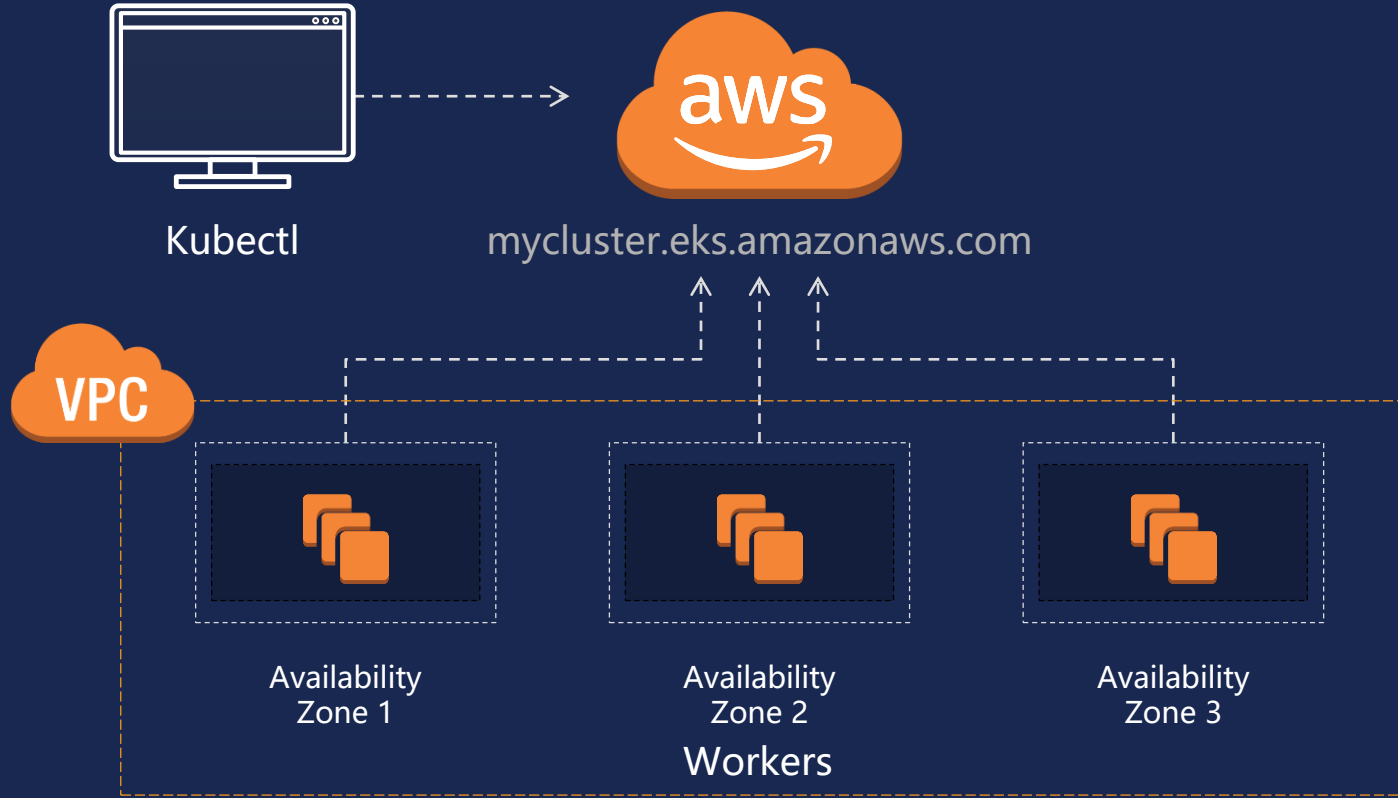 aws
Kubectl
mycluster.eks.amazonaws.com
VPC
Availability
Zone 1
Availability
Zone 2
Availability
Zone 3
Workers